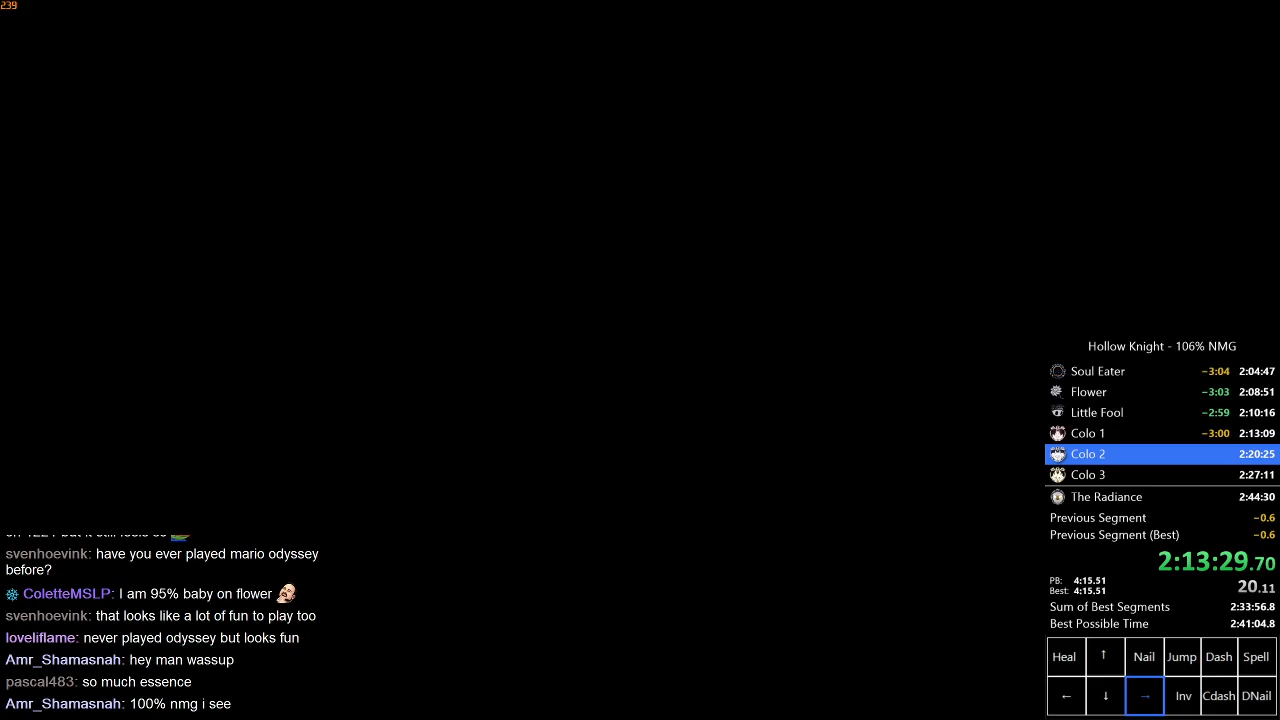 239
Hollow Knight - 106% NMG
Soul Eater −3:04 2:04:47
Flower −3:03 2:08:51
Little Fool −2:59 2:10:16
Colo 1 −3:00 2:13:09
Colo 2 2:20:25
Colo 3 2:27:11
The Radiance 2:44:30
Previous Segment −0.6
Previous Segment (Best) −0.6
2:13:29.70
PB: 4:15.51
Best: 4:15.51
20.11
Sum of Best Segments 2:33:56.8
Best Possible Time 2:41:04.8
Heal ↑ Nail Jump Dash Spell
← ↓ → Inv Cdash DNail
svenhoevink: have you ever played mario odyssey
before?
ColetteMSLP: I am 95% baby on flower
svenhoevink: that looks like a lot of fun to play too
loveliflame: never played odyssey but looks fun
Amr_Shamasnah: hey man wassup
pascal483: so much essence
Amr_Shamasnah: 100% nmg i see